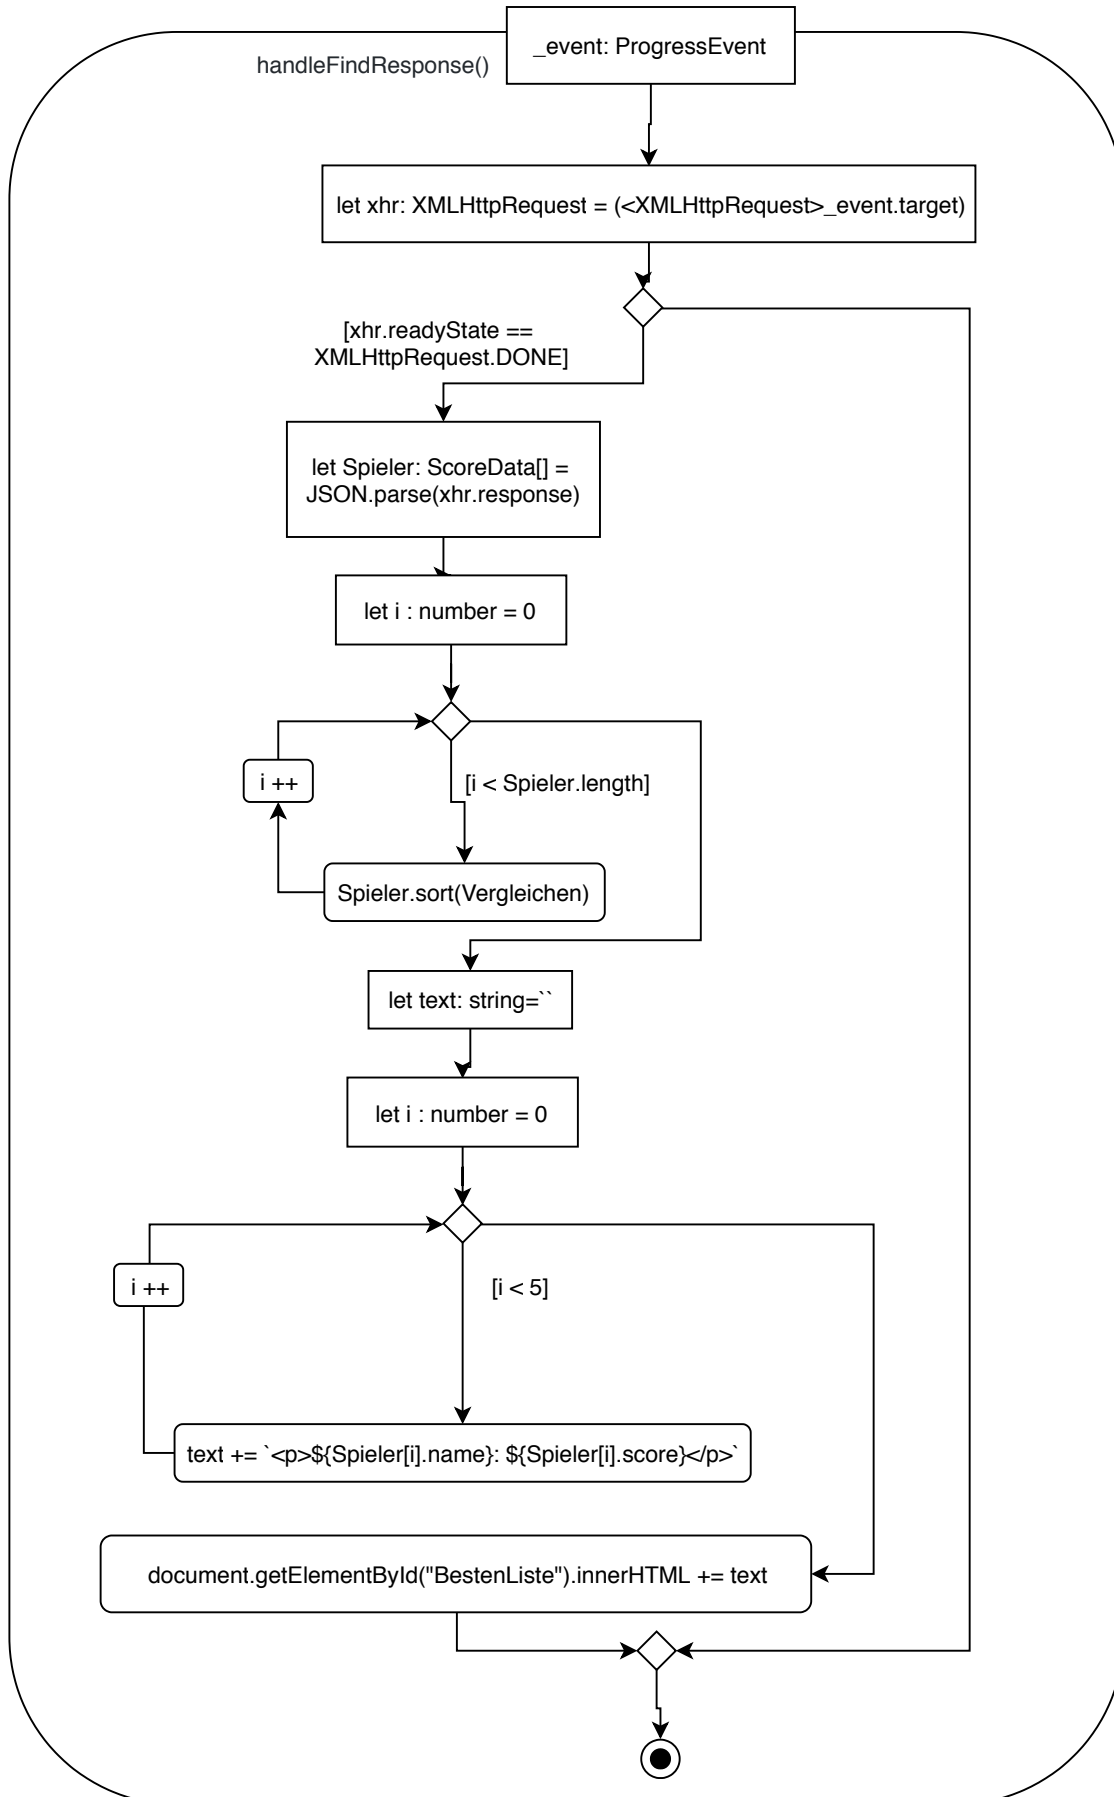 _event: ProgressEvent
handleFindResponse()
let xhr: XMLHttpRequest = (<XMLHttpRequest>_event.target)
[xhr.readyState ==
XMLHttpRequest.DONE]
let Spieler: ScoreData[] =
JSON.parse(xhr.response)
let i : number = 0
i ++
[i < Spieler.length]
Spieler.sort(Vergleichen)
let text: string=``
let i : number = 0
i ++
[i < 5]
text += `<p>${Spieler[i].name}: ${Spieler[i].score}</p>`
document.getElementById("BestenListe").innerHTML += text